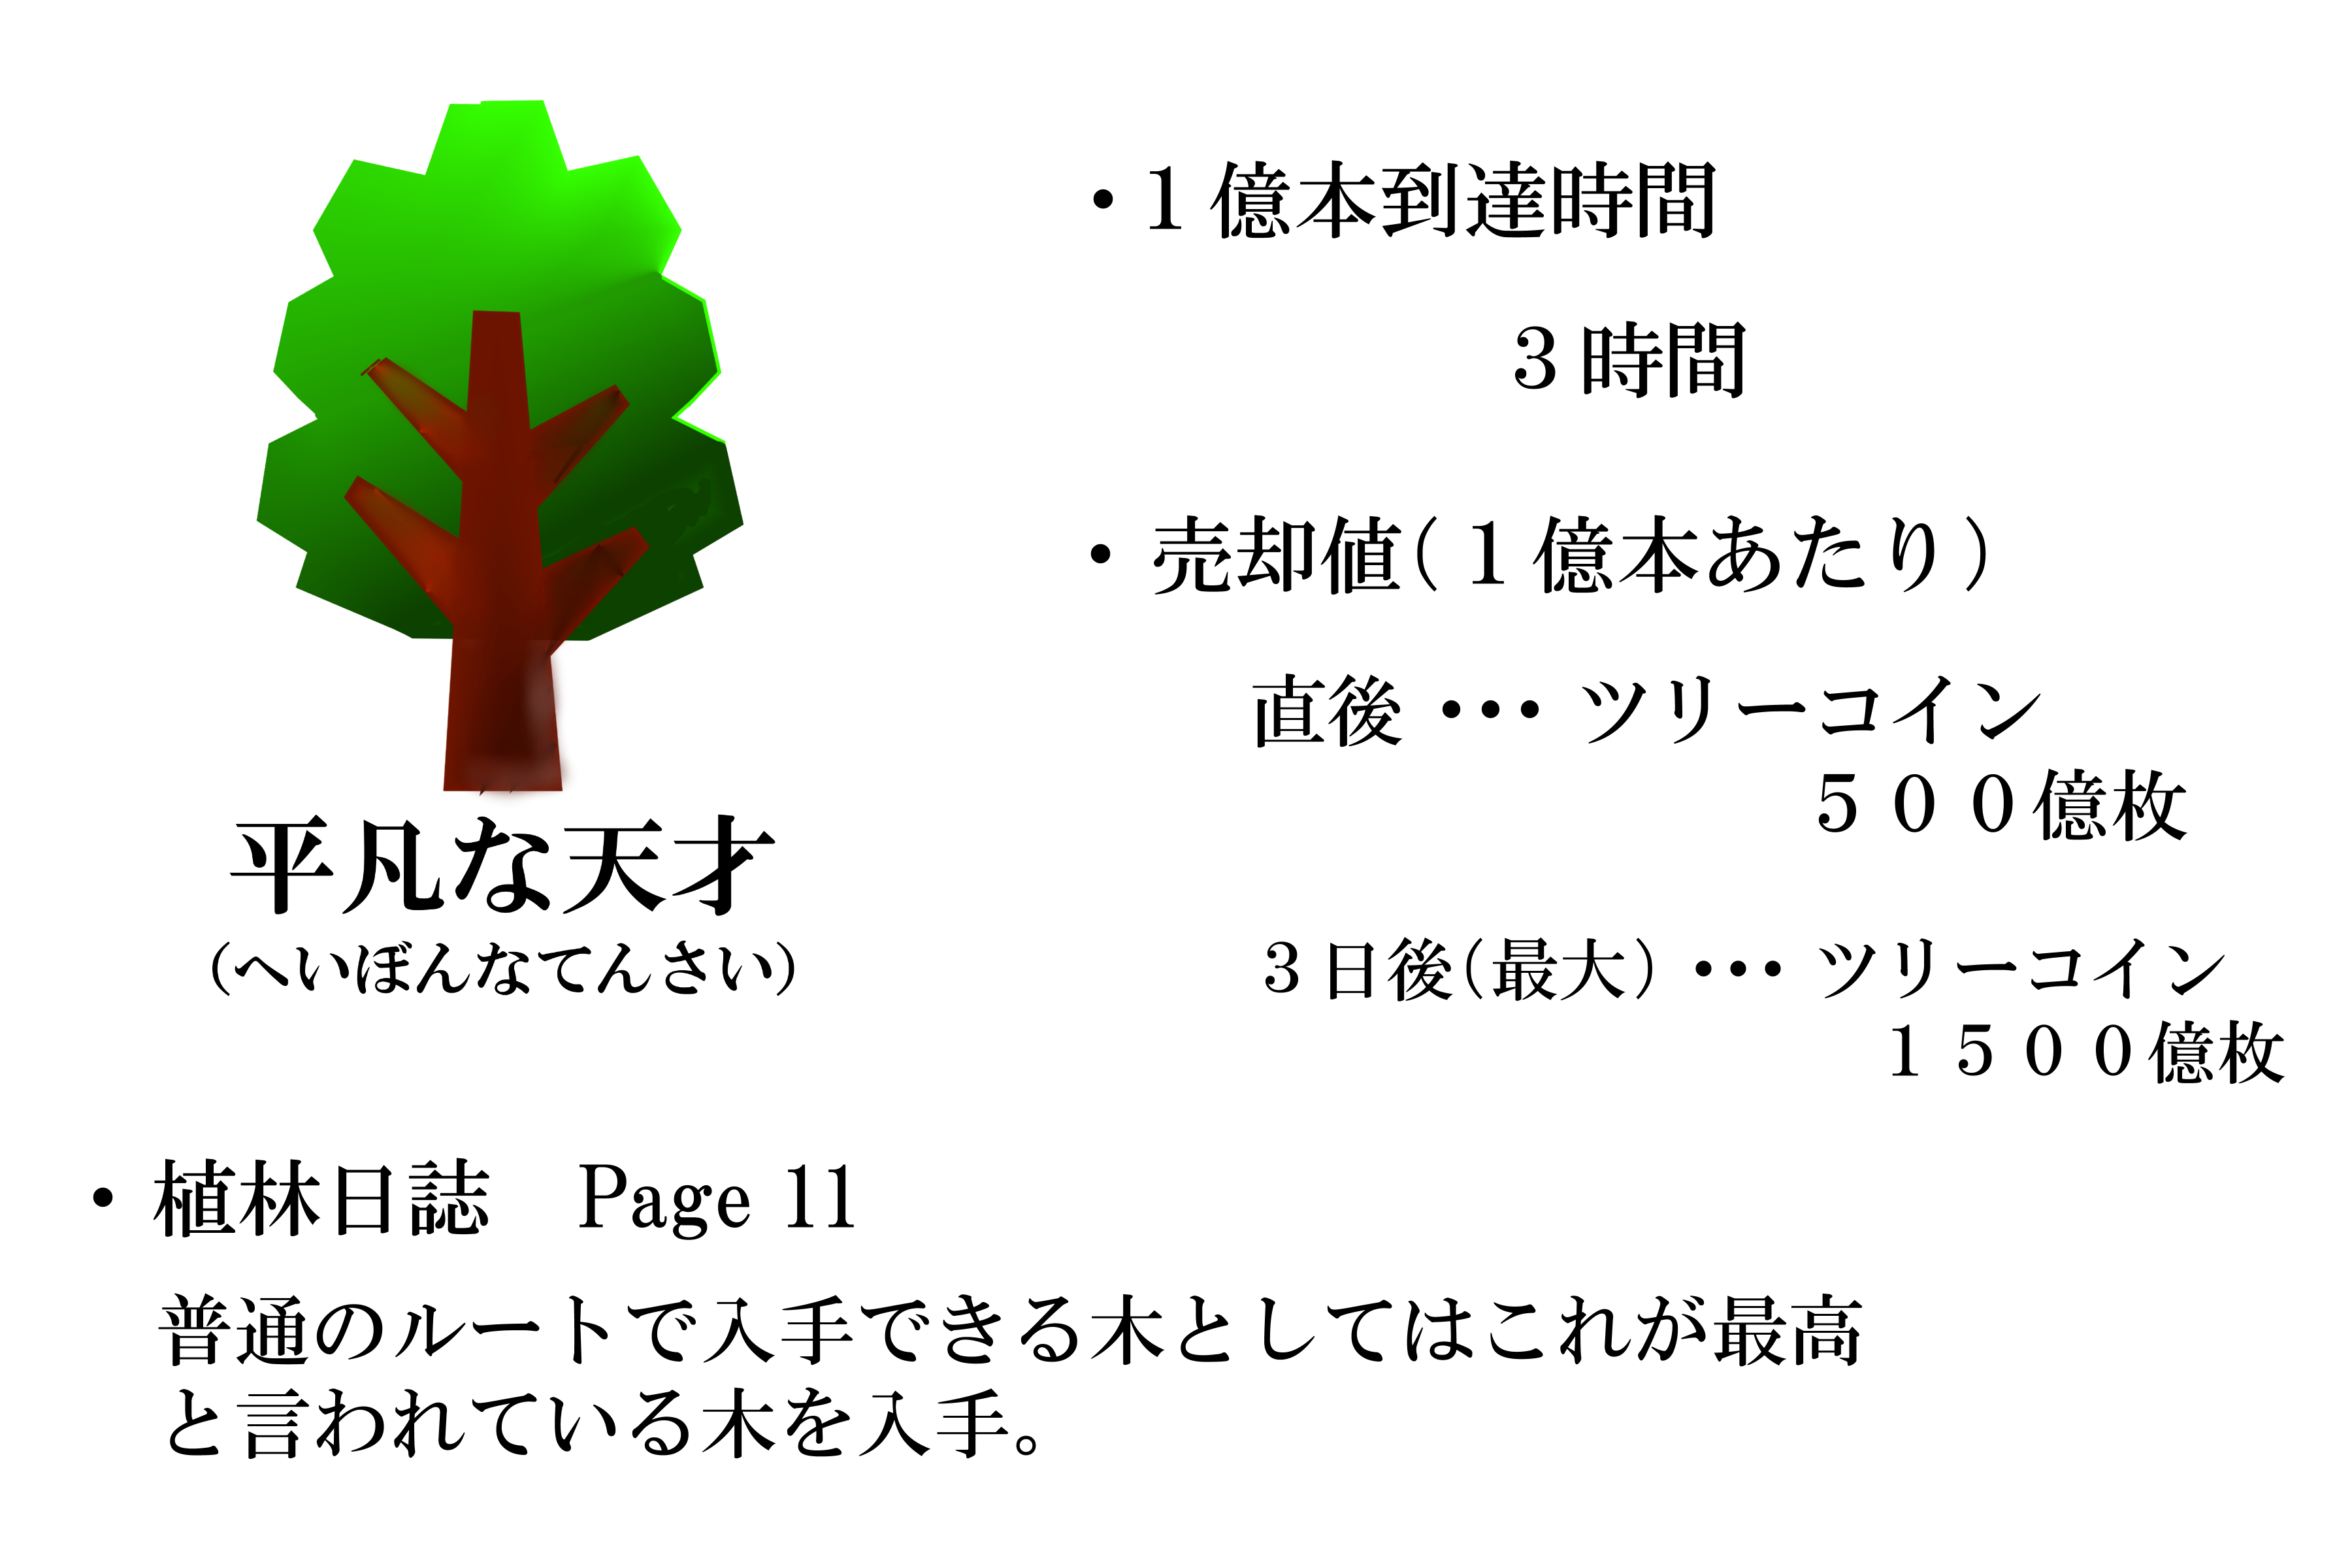 平凡な天才
（へいぼんなてんさい）
・1億本到達時間
３時間
・売却値（１億本あたり）
直後・・・ツリーコイン
５００億枚
３日後（最大）・・・ツリーコイン
１５００億枚
・植林日誌　Page 11
普通のルートで入手できる木としてはこれが最高
と言われている木を入手。